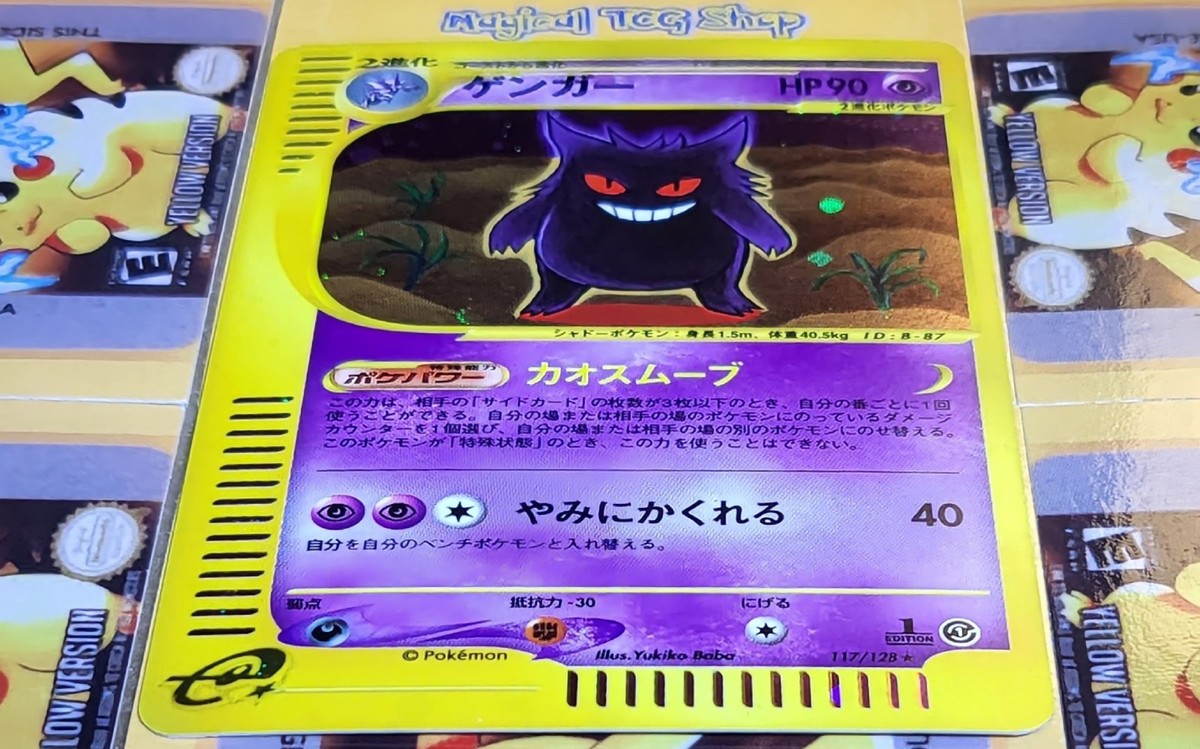 Magical TCG Shop
THIS SIDE
YELLOW VERSION
E
A
2進化
ゴーストから進化
ゲンガー HP90
2進化ポケモン
シャドーポケモン:身長1.5m、体重40.5kg ID:B-87
特殊能力
ポケパワー カオスムーブ
この力は、相手の「サイドカード」の枚数が3枚以下のとき、自分の番ごとに1回
使うことができる。自分の場または相手の場のポケモンにのっているダメージ
カウンターを1個選び、自分の場または相手の場の別のポケモンにのせ替える。
このポケモンが「特殊状態」のとき、この力を使うことはできない。
やみにかくれる 40
自分を自分のベンチポケモンと入れ替える。
弱点 抵抗力-30 にげる
1 EDITION
©Pokémon Illus.Yukiko Baba 117/128★
e
E
YELLOW VERSION
YELLOW VERSION
E
YELLOW VERSION